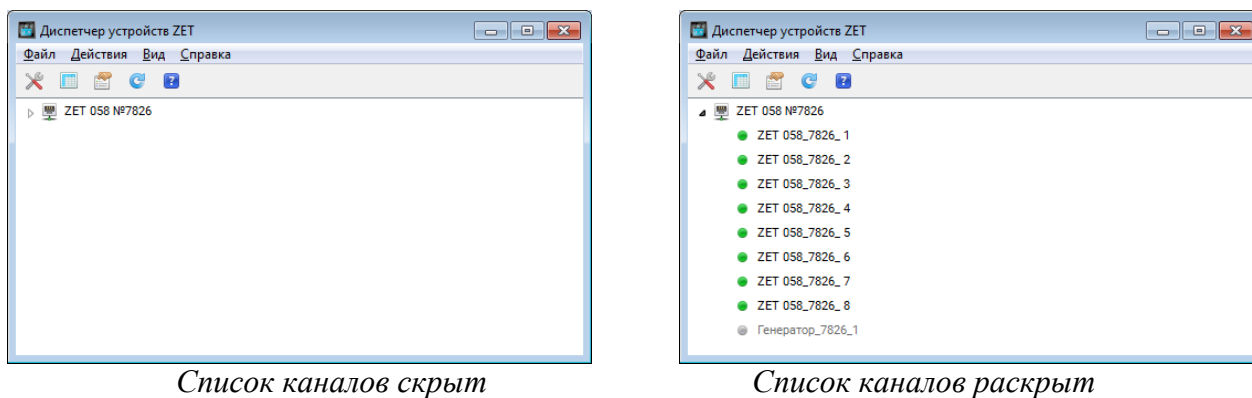 Диспетчер устройств ZET
Файл Действия Вид Справка
ZET 058 №7826
Список каналов скрыт
Диспетчер устройств ZET
Файл Действия Вид Справка
ZET 058 №7826
ZET 058_7826_ 1
ZET 058_7826_ 2
ZET 058_7826_ 3
ZET 058_7826_ 4
ZET 058_7826_ 5
ZET 058_7826_ 6
ZET 058_7826_ 7
ZET 058_7826_ 8
Генератор_7826_1
Список каналов раскрыт